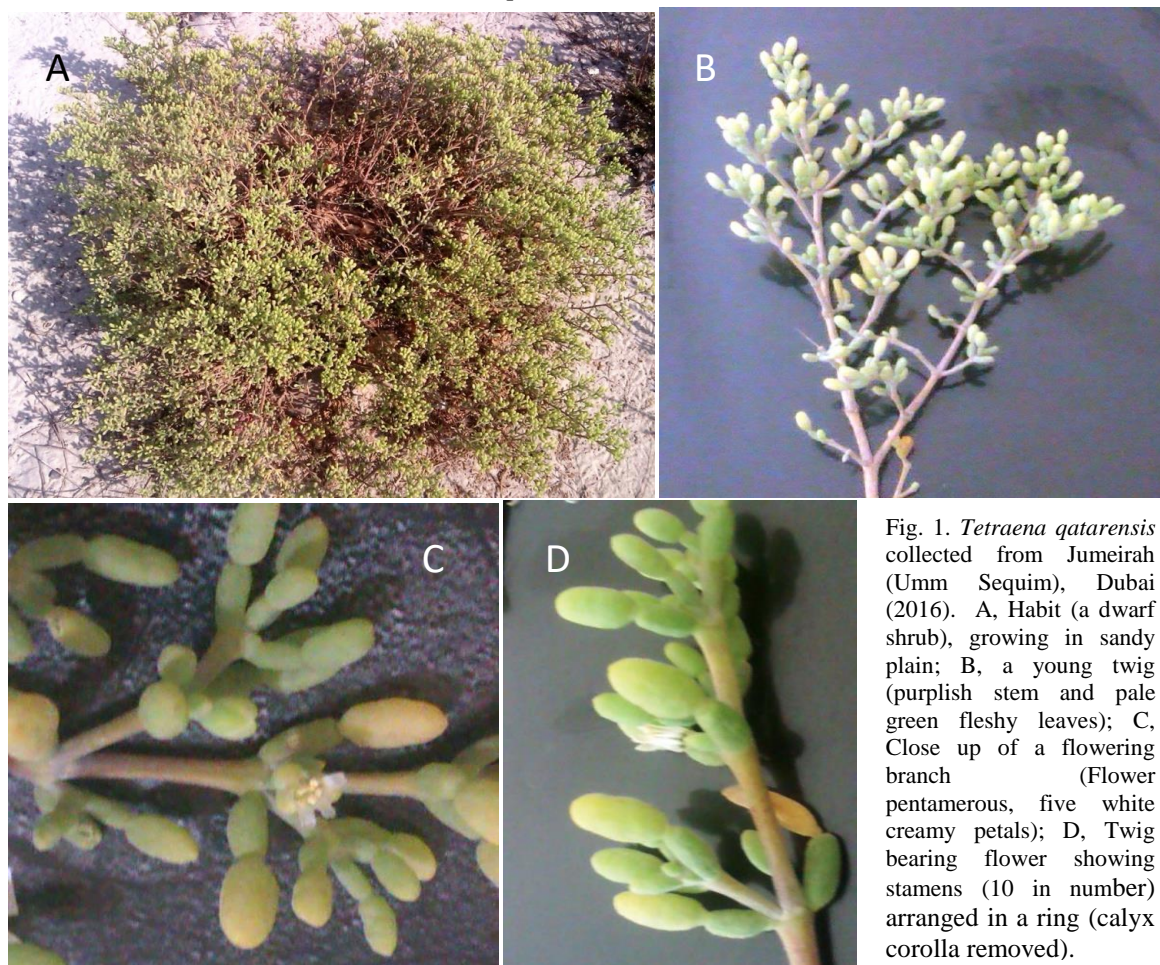 A
B
C
D
Fig. 1. Tetraena qatarensis
collected from Jumeirah
(Umm Sequim), Dubai
(2016). A, Habit (a dwarf
shrub), growing in sandy
plain; B, a young twig
(purplish stem and pale
green fleshy leaves); C,
Close up of a flowering
branch (Flower
pentamerous, five white
creamy petals); D, Twig
bearing flower showing
stamens (10 in number)
arranged in a ring (calyx
corolla removed).